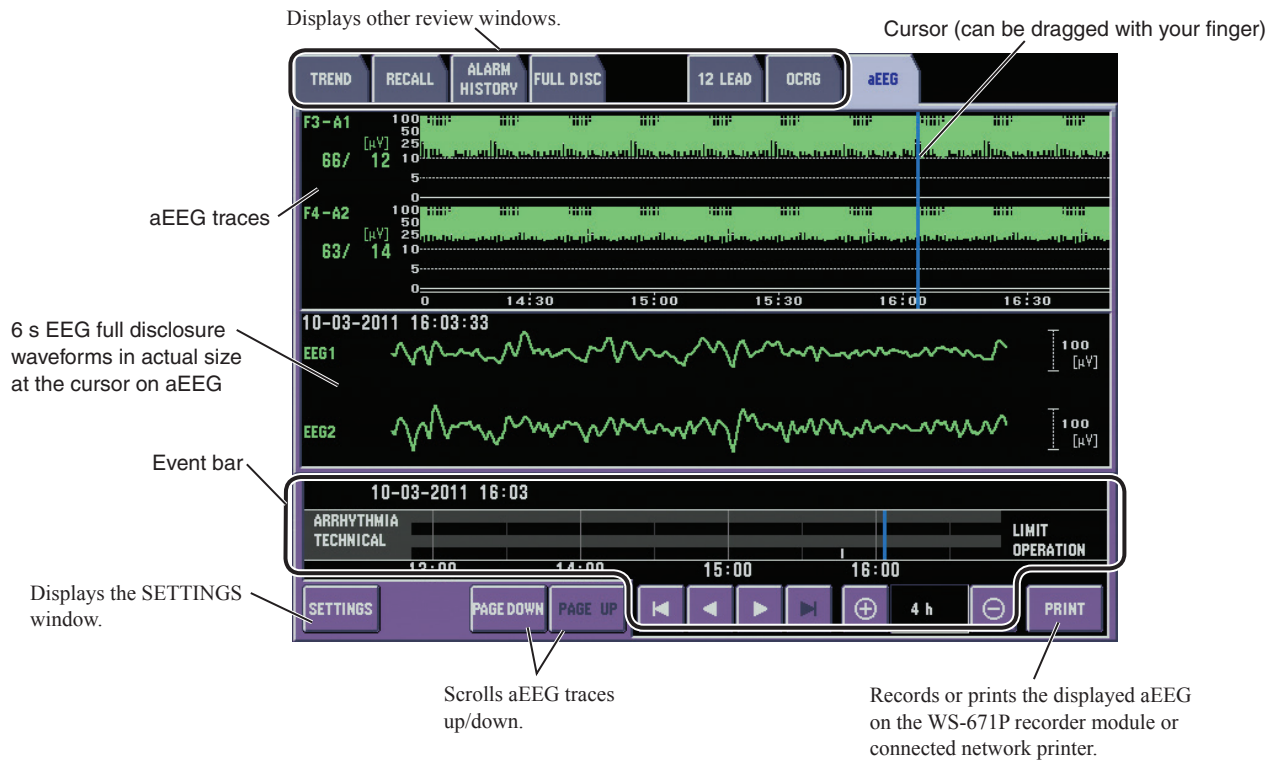 Displays other review windows.
Cursor (can be dragged with your finger)
TREND
RECALL
ALARM
HISTORY
FULL DISC
12 LEAD
OCRG
aEEG
F3-A1
100
50
[µV]
25
66/ 12
10
5
0
aEEG traces
F4-A2
100
50
[µV]
25
63/ 14
10
5
0
0 14:30 15:00 15:30 16:00 16:30
6 s EEG full disclosure
waveforms in actual size
at the cursor on aEEG
10-03-2011 16:03:33
EEG1
100
[µV]
EEG2
100
[µV]
Event bar
10-03-2011 16:03
ARRHYTHMIA
TECHNICAL
LIMIT
OPERATION
13:00 14:00 15:00 16:00
Displays the SETTINGS
window.
SETTINGS
PAGE DOWN
PAGE UP
4 h
PRINT
Scrolls aEEG traces
up/down.
Records or prints the displayed aEEG
on the WS-671P recorder module or
connected network printer.